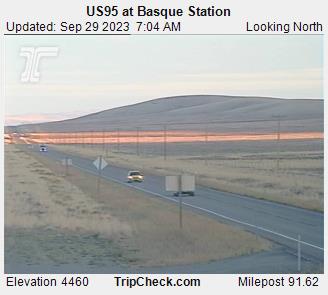 US95 at Basque Station
Updated: Sep 29 2023 7:04 AM Looking North
Elevation 4460 TripCheck.com Milepost 91.62